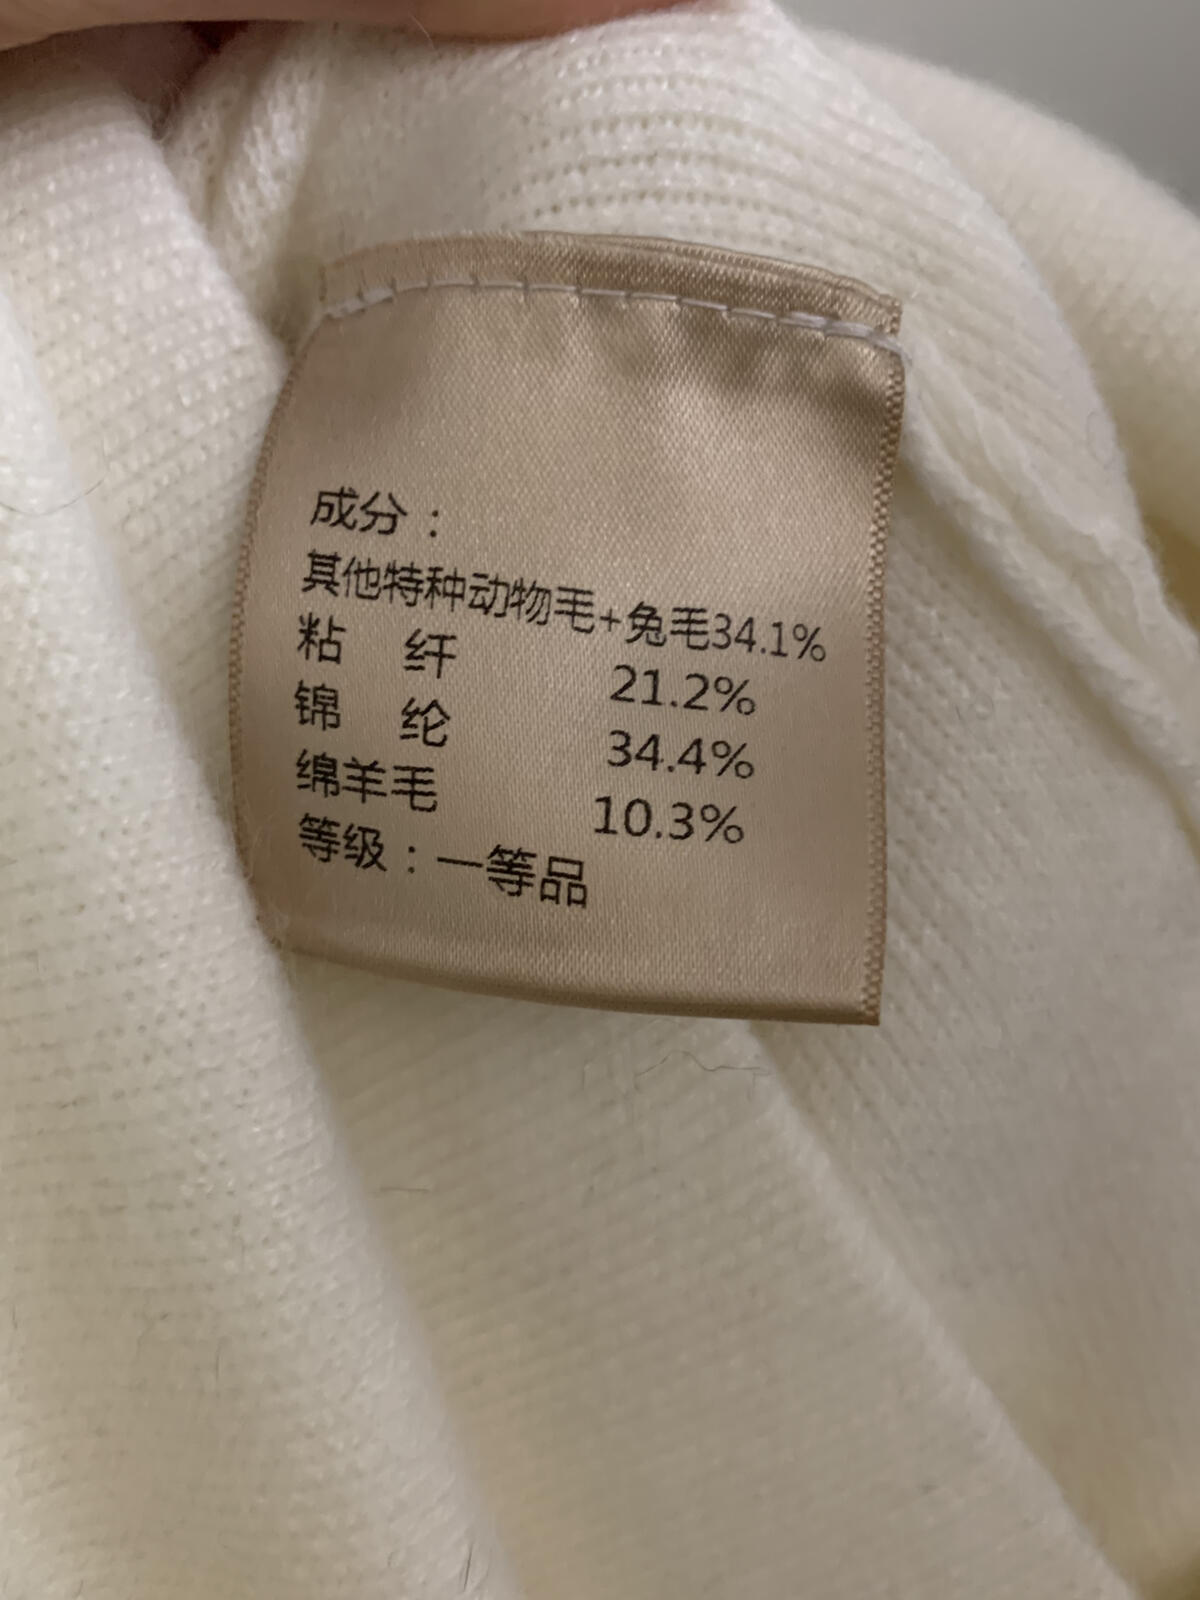 成分：
其他特种动物毛+兔毛34.1%
粘 纤 21.2%
锦 纶 34.4%
绵羊毛 10.3%
等级：一等品